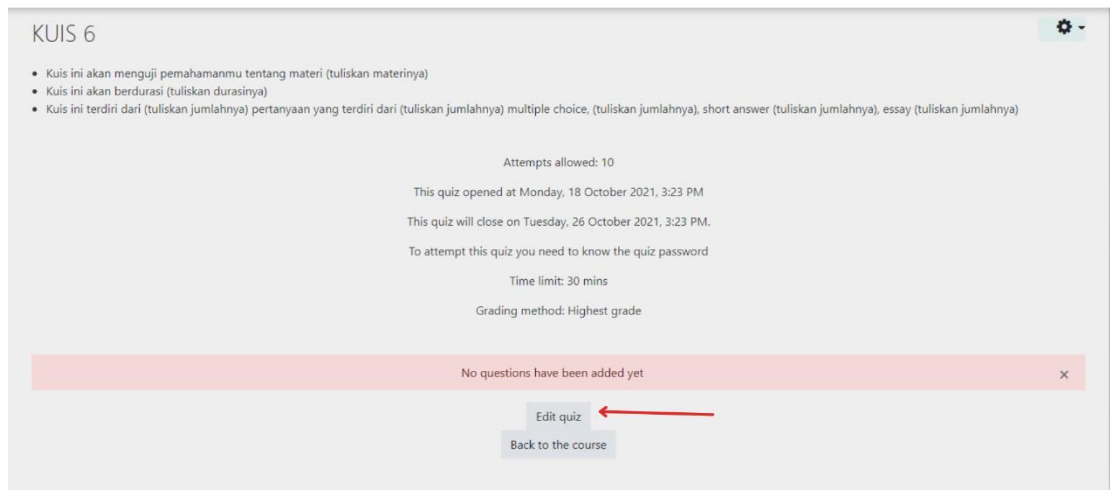 KUIS 6
• Kuis ini akan menguji pemahamanmu tentang materi (tuliskan materinya)
• Kuis ini akan berdurasi (tuliskan durasinya)
• Kuis ini terdiri dari (tuliskan jumlahnya) pertanyaan yang terdiri dari (tuliskan jumlahnya) multiple choice, (tuliskan jumlahnya), short answer (tuliskan jumlahnya), essay (tuliskan jumlahnya)
Attempts allowed: 10
This quiz opened at Monday, 18 October 2021, 3:23 PM
This quiz will close on Tuesday, 26 October 2021, 3:23 PM.
To attempt this quiz you need to know the quiz password
Time limit: 30 mins
Grading method: Highest grade
No questions have been added yet
Edit quiz
Back to the course